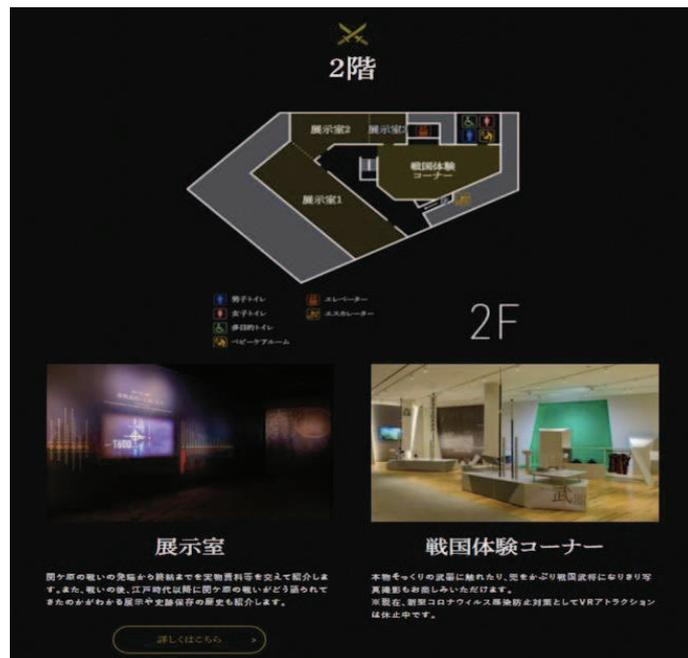 2階
展示室2
展示室3
戦国体験
コーナー
展示室1
男子トイレ
エレベーター
女子トイレ
エスカレーター
多目的トイレ
ベビーケアルーム
2F
1600
武
展示室
戦国体験コーナー
関ケ原の戦いの発端から終結までを実物資料等を交えて紹介しま
す。また、戦いの後、江戸時代以降に関ケ原の戦いがどう語られて
きたのかがわかる展示や史跡保存の歴史も紹介します。
本物そっくりの武器に触れたり、兜をかぶり戦国武将になりきり写
真撮影もお楽しみいただけます。
※現在、新型コロナウィルス感染防止対策としてVRアトラクション
は休止中です。
詳しくはこちら